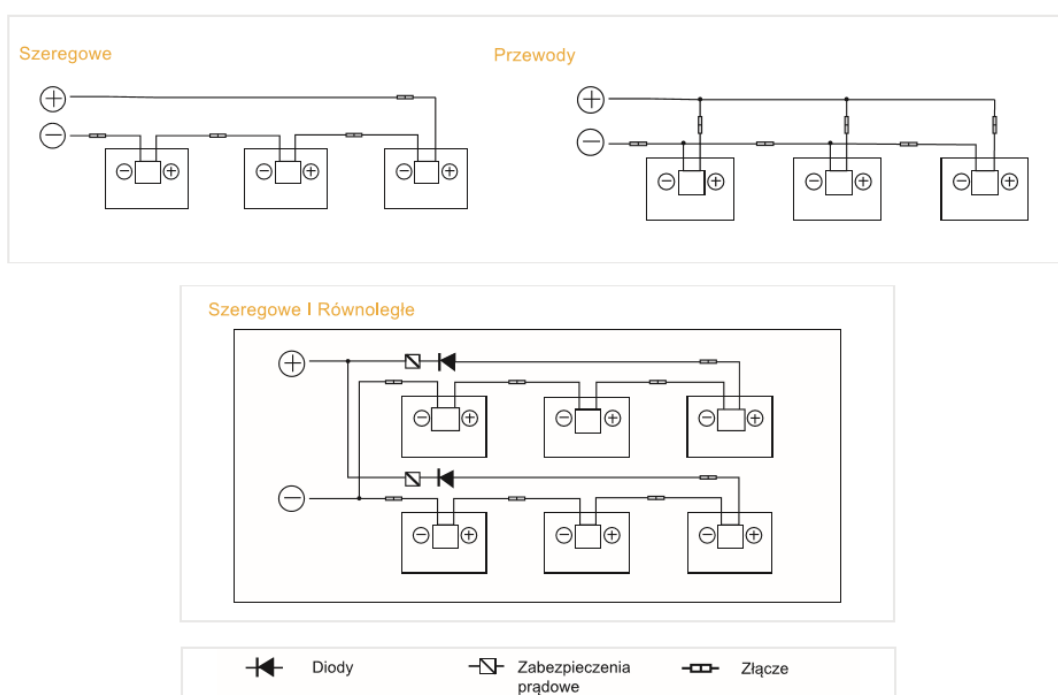 Szeregowe
Przewody
Szeregowe I Równoległe
Diody
Zabezpieczenia
prądowe
Złącze